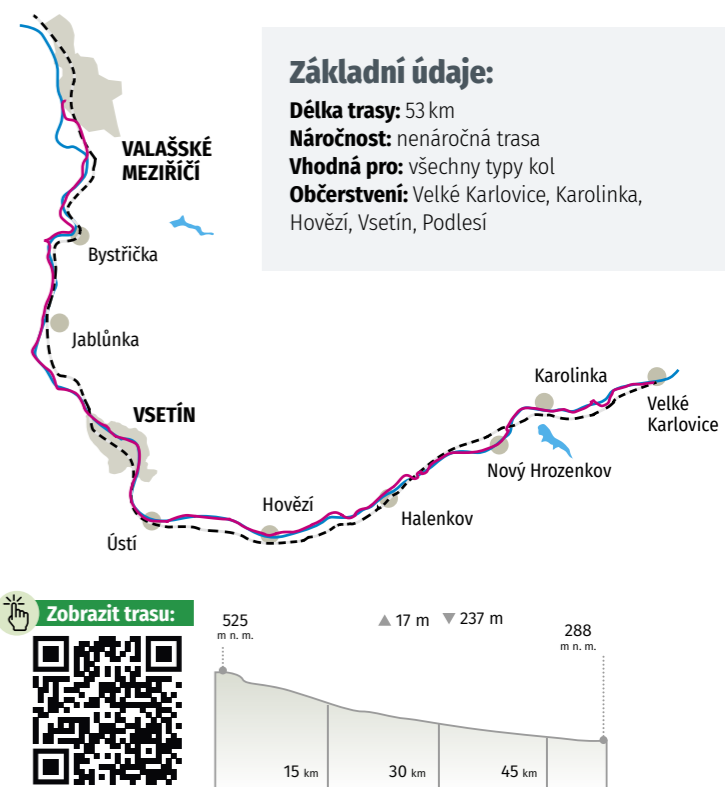 Základní údaje:
Délka trasy: 53 km
Náročnost: nenáročná trasa
Vhodná pro: všechny typy kol
Občerstvení: Velké Karlovice, Karolinka,
Hovězí, Vsetín, Podlesí
VALAŠSKÉ
MEZIŘÍČÍ
Bystřička
Jablůnka
VSETÍN
Ústí
Hovězí
Halenkov
Nový Hrozenkov
Karolinka
Velké
Karlovice
Zobrazit trasu:
525
m n. m.
▲ 17 m ▼ 237 m
288
m n. m.
15 km
30 km
45 km